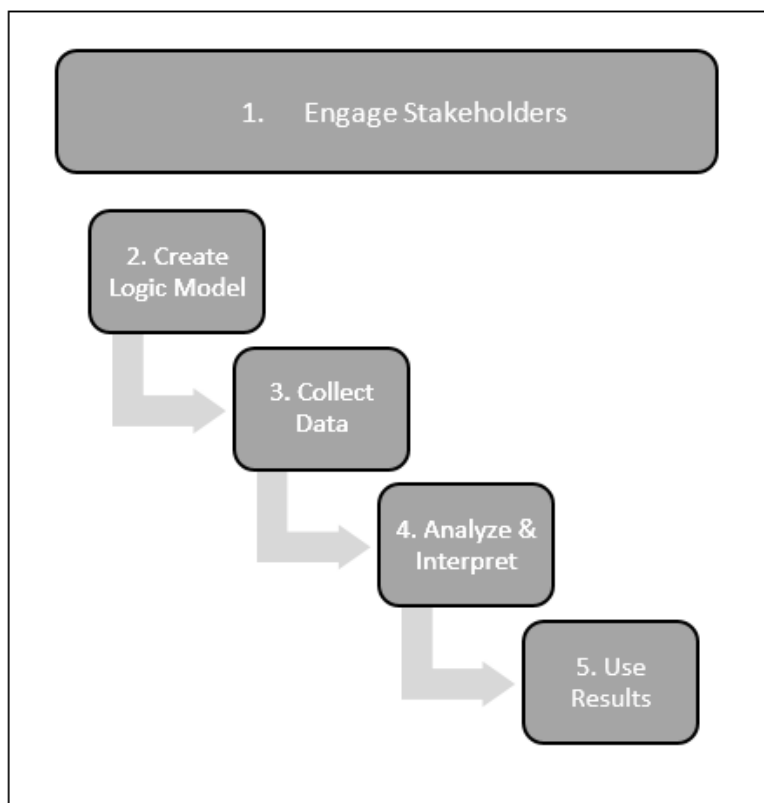 1. Engage Stakeholders
2. Create
Logic Model
3. Collect
Data
4. Analyze &
Interpret
5. Use
Results